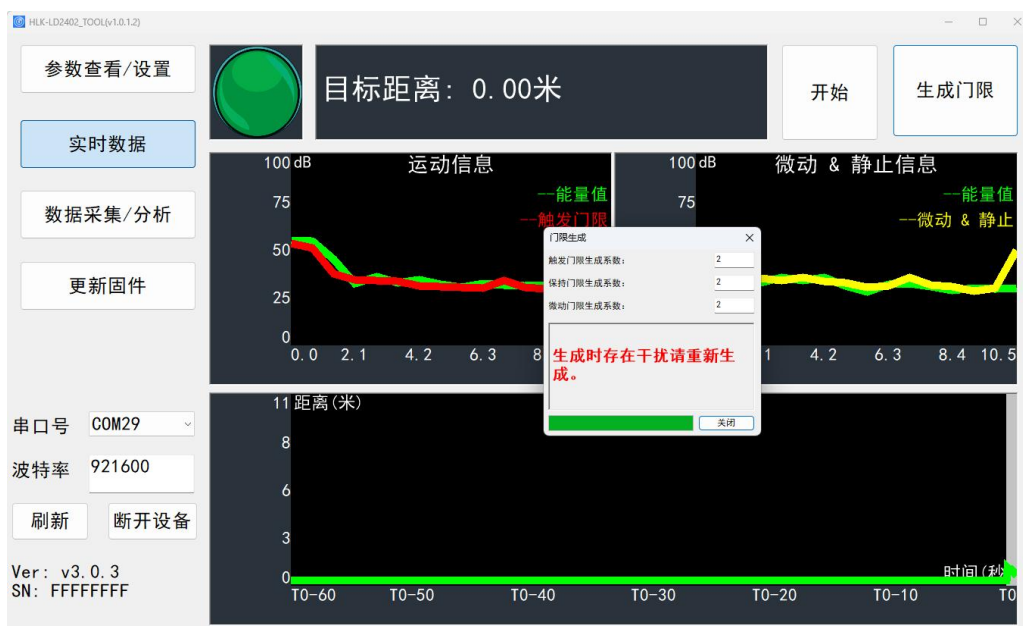 HLK-LD2402_TOOL(v1.0.1.2)
参数查看/设置
实时数据
数据采集/分析
更新固件
串口号 COM29
波特率 921600
刷新 断开设备
Ver: v3.0.3
SN: FFFFFFFF
目标距离: 0.00米
开始
生成门限
100 dB 运动信息
--能量值
75
--触发门限
50
25
0
0.0 2.1 4.2 6.3 8
100 dB 微动 & 静止信息
--能量值
75
--微动 & 静止
1 4.2 6.3 8.4 10.5
门限生成
触发门限生成系数: 2
保持门限生成系数: 2
微动门限生成系数: 2
生成时存在干扰请重新生
成。
关闭
11 距离(米)
8
6
3
0
时间(秒
T0-60 T0-50 T0-40 T0-30 T0-20 T0-10 T0